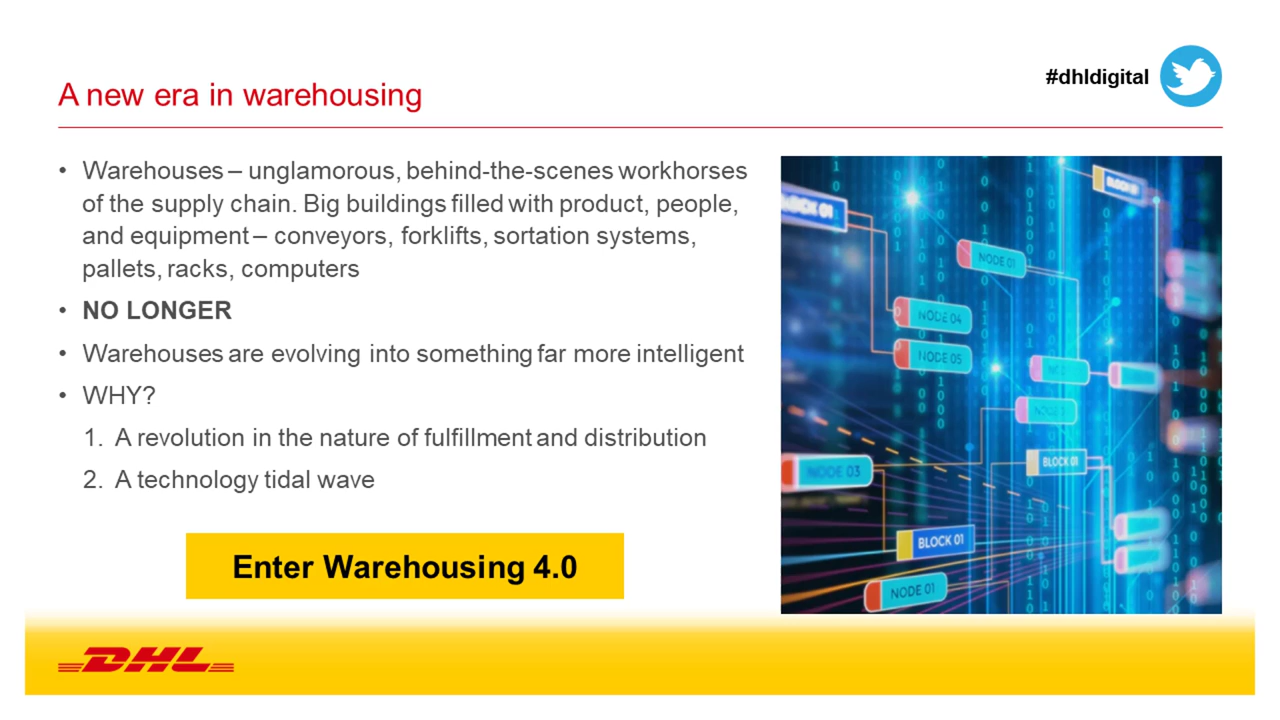 A new era in warehousing
#dhldigital
• Warehouses – unglamorous, behind-the-scenes workhorses
of the supply chain. Big buildings filled with product, people,
and equipment – conveyors, forklifts, sortation systems,
pallets, racks, computers
• NO LONGER
• Warehouses are evolving into something far more intelligent
• WHY?
1. A revolution in the nature of fulfillment and distribution
2. A technology tidal wave
Enter Warehousing 4.0
BLOCK 01
NODE 01
NODE 04
NODE 05
BLOCK 01
NODE 03
BLOCK 01
NODE 01
DHL